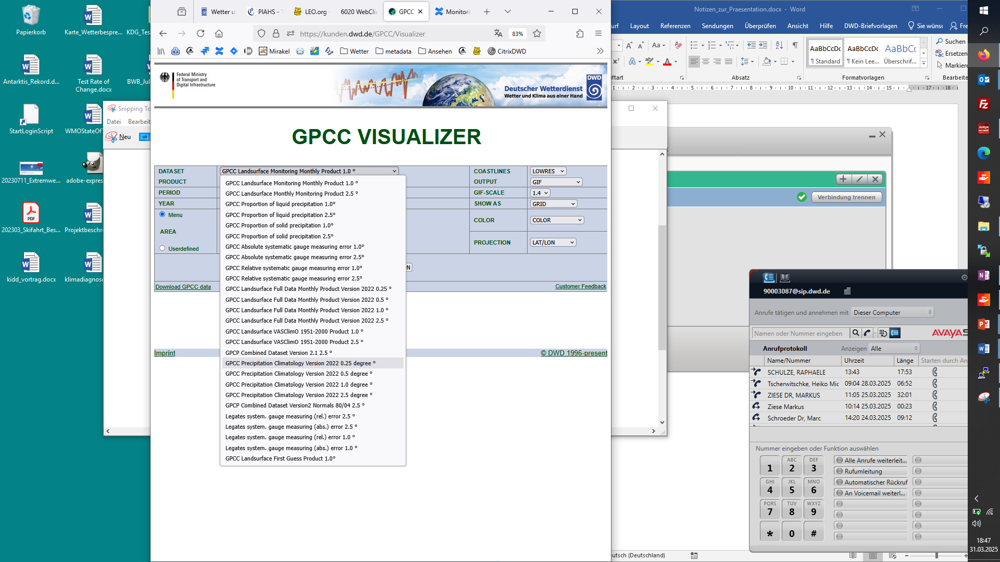 Papierkorb
Karte_Wetterbespre...
KDG_Tes
Antarktis_Rekord.d...
Test Rate of
Change.docx
BWB_Jul
StartLoginScript
WMOStateOf
20230711_Extremwe...
adobe-expres
202303_Skifahrt_Bes...
Projektbeschre
kidd_vortrag.docx
klimadiagnose
Snipping To
Datei
Bearbeit
Neu
Wetter u
PIAHS - T
LEO.org -
6020 WebClie
GPCC
Monitori
https://kunden.dwd.de/GPCC/Visualizer
83%
Mirakel
Wetter
metadata
Ansehen
CitrixDWD
Federal Ministry
of Transport and
Digital Infrastructure
Deutscher Wetterdienst
Wetter und Klima aus einer Hand
DWD
GPCC VISUALIZER
DATASET
GPCC Landsurface Monitoring Monthly Product 1.0 °
PRODUCT
PERIOD
YEAR
Menu
AREA
Userdefined
COASTLINES
LOWRES
OUTPUT
GIF
GIF-SCALE
1.4
SHOW AS
GRID
COLOR
COLOR
PROJECTION
LAT/LON
N
GPCC Landsurface Monitoring Monthly Product 1.0 °
GPCC Landsurface Monthly Monitoring Product 2.5 °
GPCC Proportion of liquid precipitation 1.0°
GPCC Proportion of liquid precipitation 2.5°
GPCC Proportion of solid precipitation 1.0°
GPCC Proportion of solid precipitation 2.5°
GPCC Absolute systematic gauge measuring error 1.0°
GPCC Absolute systematic gauge measuring error 2.5°
GPCC Relative systematic gauge measuring error 1.0°
GPCC Relative systematic gauge measuring error 2.5°
GPCC Landsurface Full Data Monthly Product Version 2022 0.25 °
GPCC Landsurface Full Data Monthly Product Version 2022 0.5 °
GPCC Landsurface Full Data Monthly Product Version 2022 1.0 °
GPCC Landsurface Full Data Monthly Product Version 2022 2.5 °
GPCC Landsurface VASClimO 1951-2000 Product 1.0 °
GPCC Landsurface VASClimO 1951-2000 Product 2.5 °
GPCP Combined Dataset Version 2.1 2.5 °
GPCC Precipitation Climatology Version 2022 0.25 degree °
GPCC Precipitation Climatology Version 2022 0.5 degree °
GPCC Precipitation Climatology Version 2022 1.0 degree °
GPCC Precipitation Climatology Version 2022 2.5 degree °
GPCP Combined Dataset Version2 Normals 80/04 2.5 °
Legates system. gauge measuring (rel.) error 2.5 °
Legates system. gauge measuring (abs.) error 2.5 °
Legates system. gauge measuring (rel.) error 1.0 °
Legates system. gauge measuring (abs.) error 1.0 °
GPCC Landsurface First Guess Product 1.0°
Download GPCC data
Customer Feedback
Imprint
© DWD 1996-present
Notizen_zur_Praesentation.docx - Word
urf
Layout
Referenzen
Sendungen
Überprüfen
Ansicht
Hilfe
DWD-Briefvorlagen
Sie wüns
Fre
AaBbCcDc
AaBbCcDc
AaBbCc
¶ Standard
¶ Kein Lee...
Überschrif...
Suchen
Ersetzen
Markiere
ftart
Absatz
Formatvorlagen
Bearbeite
1 2 3 4 5 6 7 8 9 10 11 12 13 14 15 17 18
Verbindung trennen
90003087@sip.dwd.de
Anrufe tätigen und annehmen mit
Dieser Computer
Namen oder Nummer eingeben
AVAYA
Anrufprotokoll
Anzeigen
Alle
Name/Nummer
Uhrzeit
Länge
Starten durch An
SCHULZE, RAPHAELE 13:43 17:53
Tscherwitschke, Heiko Mic 09:04 28.03.2025 06:52
ZIESE DR, MARKUS 11:05 25.03.2025 32:01
Ziese Markus 10:14 25.03.2025 00:23
Schroeder Dr, Marc 14:20 24.03.2025 09:12
Nummer eingeben oder Funktion auswählen
1
ABC
2
DEF
3
GHI
4
JKL
5
MNO
6
PQRS
7
TUV
8
WXYZ
9
*
0
#
Alle Anrufe weiterleit...
Rufumleitung
Automatischer Rückruf
An Voicemail weiterl...
utsch (Deutschland)
18:47
31.03.2025